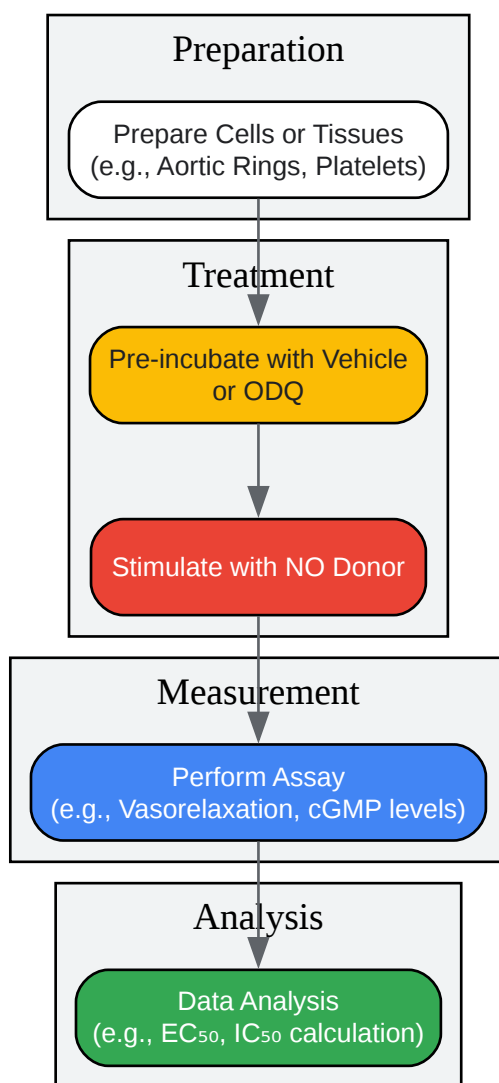 Preparation
Prepare Cells or Tissues
(e.g., Aortic Rings, Platelets)
Treatment
Pre-incubate with Vehicle
or ODQ
Stimulate with NO Donor
Measurement
Perform Assay
(e.g., Vasorelaxation, cGMP levels)
Analysis
Data Analysis
(e.g., EC₅₀, IC₅₀ calculation)